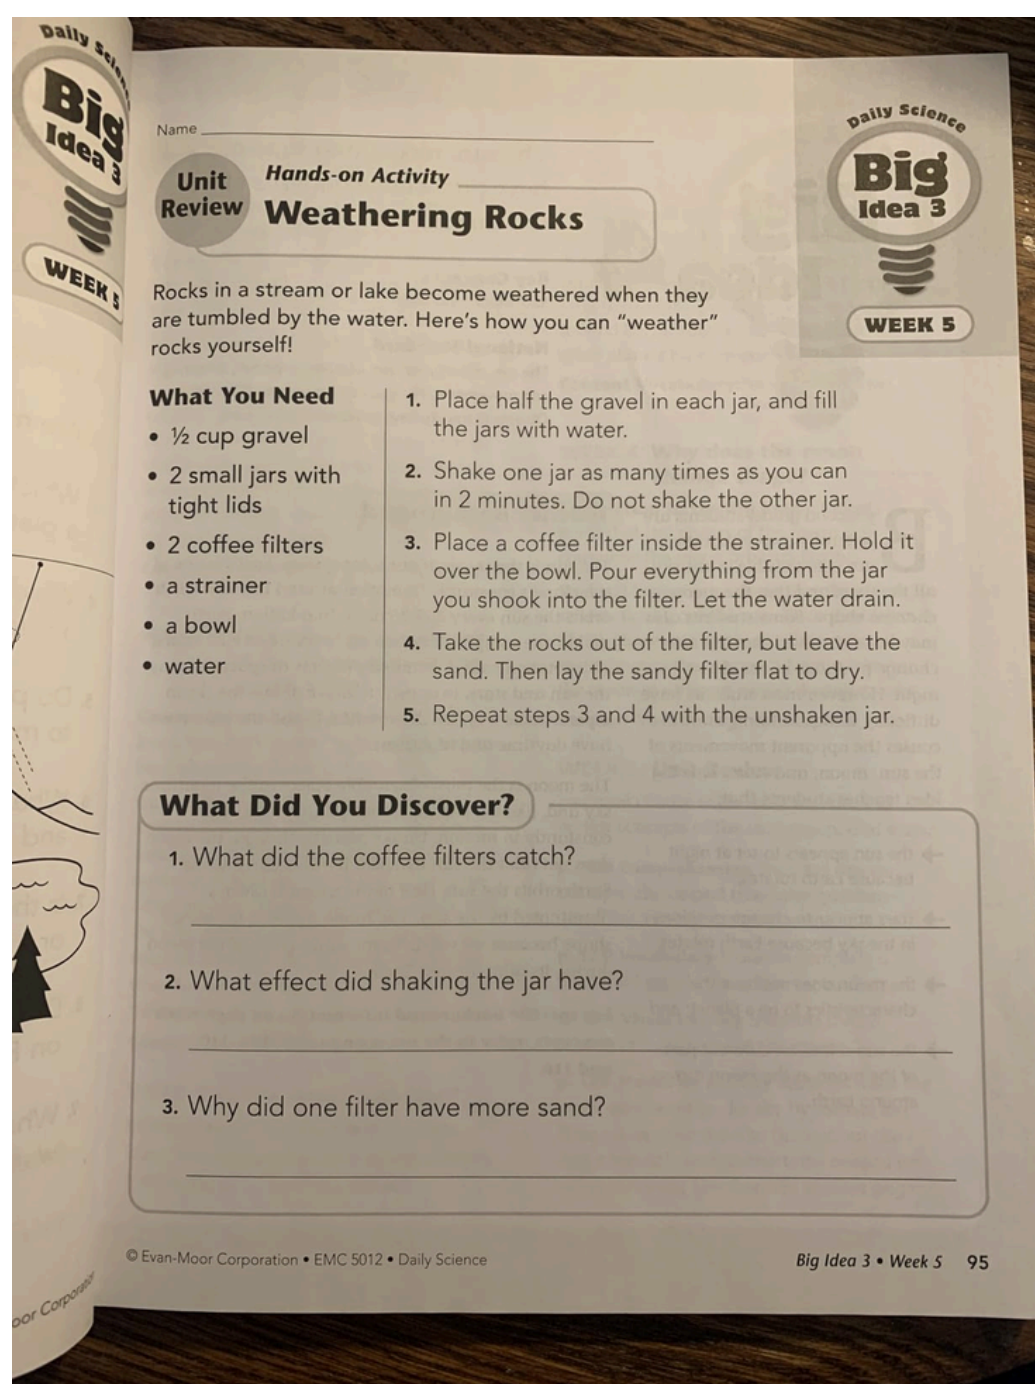 Daily Science
Big
Idea 3
WEEK 5
Name
Unit
Review
Hands-on Activity
Weathering Rocks
Daily Science
Big
Idea 3
WEEK 5
Rocks in a stream or lake become weathered when they
are tumbled by the water. Here's how you can "weather"
rocks yourself!
What You Need
• ½ cup gravel
• 2 small jars with
tight lids
• 2 coffee filters
• a strainer
• a bowl
• water
1. Place half the gravel in each jar, and fill
the jars with water.
2. Shake one jar as many times as you can
in 2 minutes. Do not shake the other jar.
3. Place a coffee filter inside the strainer. Hold it
over the bowl. Pour everything from the jar
you shook into the filter. Let the water drain.
4. Take the rocks out of the filter, but leave the
sand. Then lay the sandy filter flat to dry.
5. Repeat steps 3 and 4 with the unshaken jar.
What Did You Discover?
1. What did the coffee filters catch?
2. What effect did shaking the jar have?
3. Why did one filter have more sand?
© Evan-Moor Corporation • EMC 5012 • Daily Science
Big Idea 3 • Week 5 95
oor Corporation